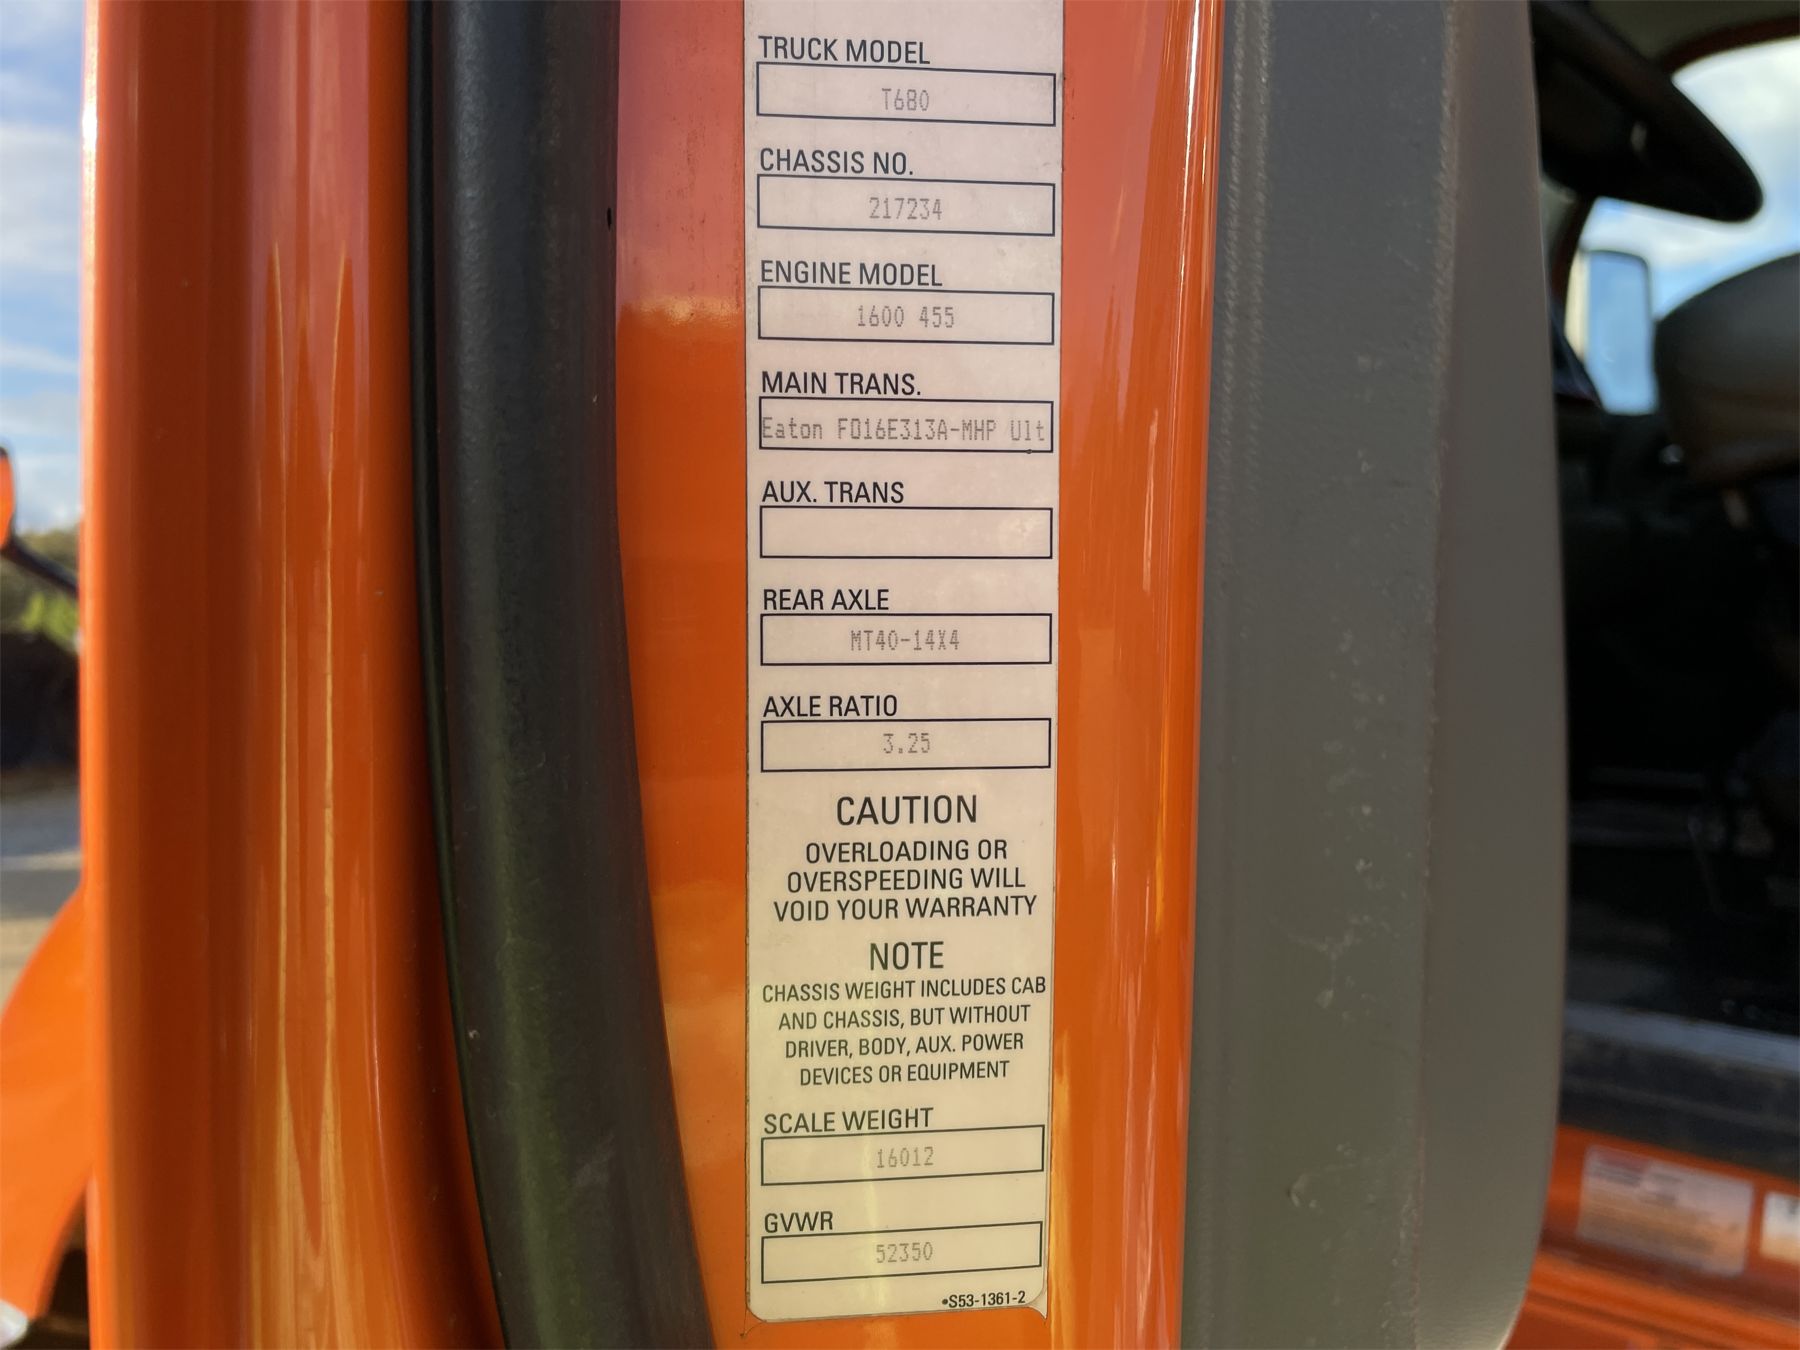 TRUCK MODEL
T680
CHASSIS NO.
217234
ENGINE MODEL
1600 455
MAIN TRANS.
Eaton FO16E313A-MHP Ult
AUX. TRANS
REAR AXLE
MT40-14X4
AXLE RATIO
3.25
CAUTION
OVERLOADING OR
OVERSPEEDING WILL
VOID YOUR WARRANTY
NOTE
CHASSIS WEIGHT INCLUDES CAB
AND CHASSIS, BUT WITHOUT
DRIVER, BODY, AUX. POWER
DEVICES OR EQUIPMENT
SCALE WEIGHT
16012
GVWR
52350
•S53-1361-2